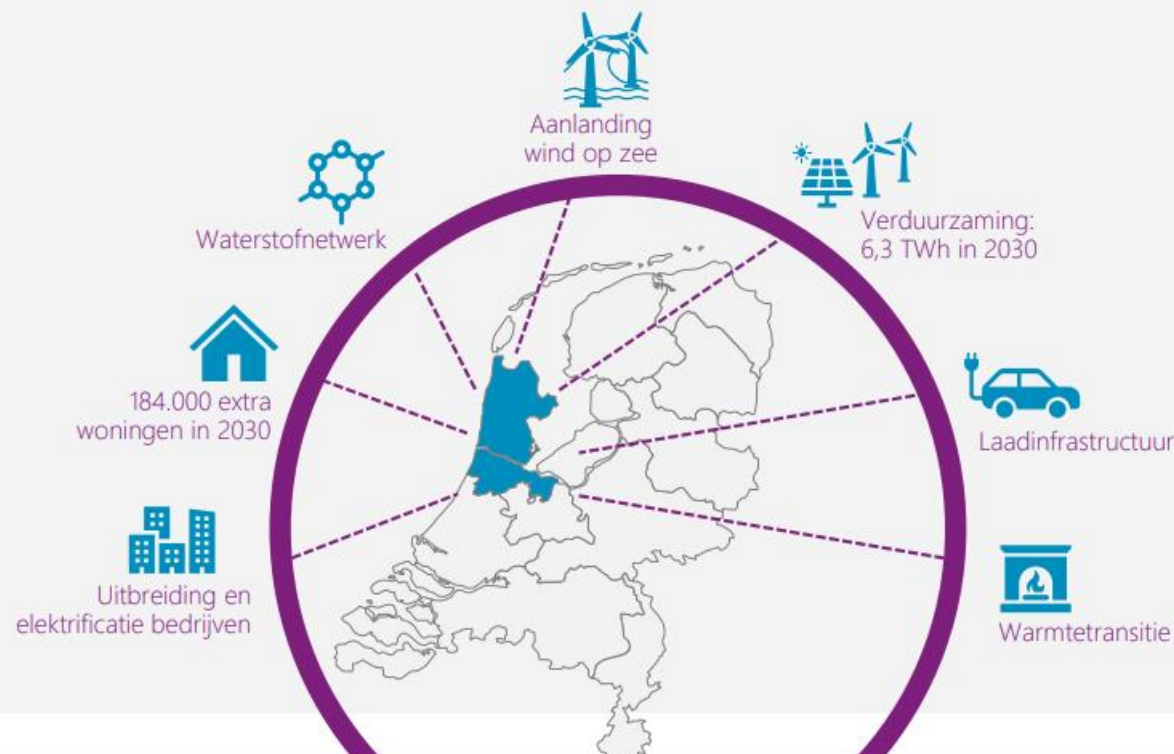 Aanlanding
wind op zee
Waterstofnetwerk
Verduurzaming:
6,3 TWh in 2030
184.000 extra
woningen in 2030
Laadinfrastructuur
Uitbreiding en
elektrificatie bedrijven
Warmtetransitie